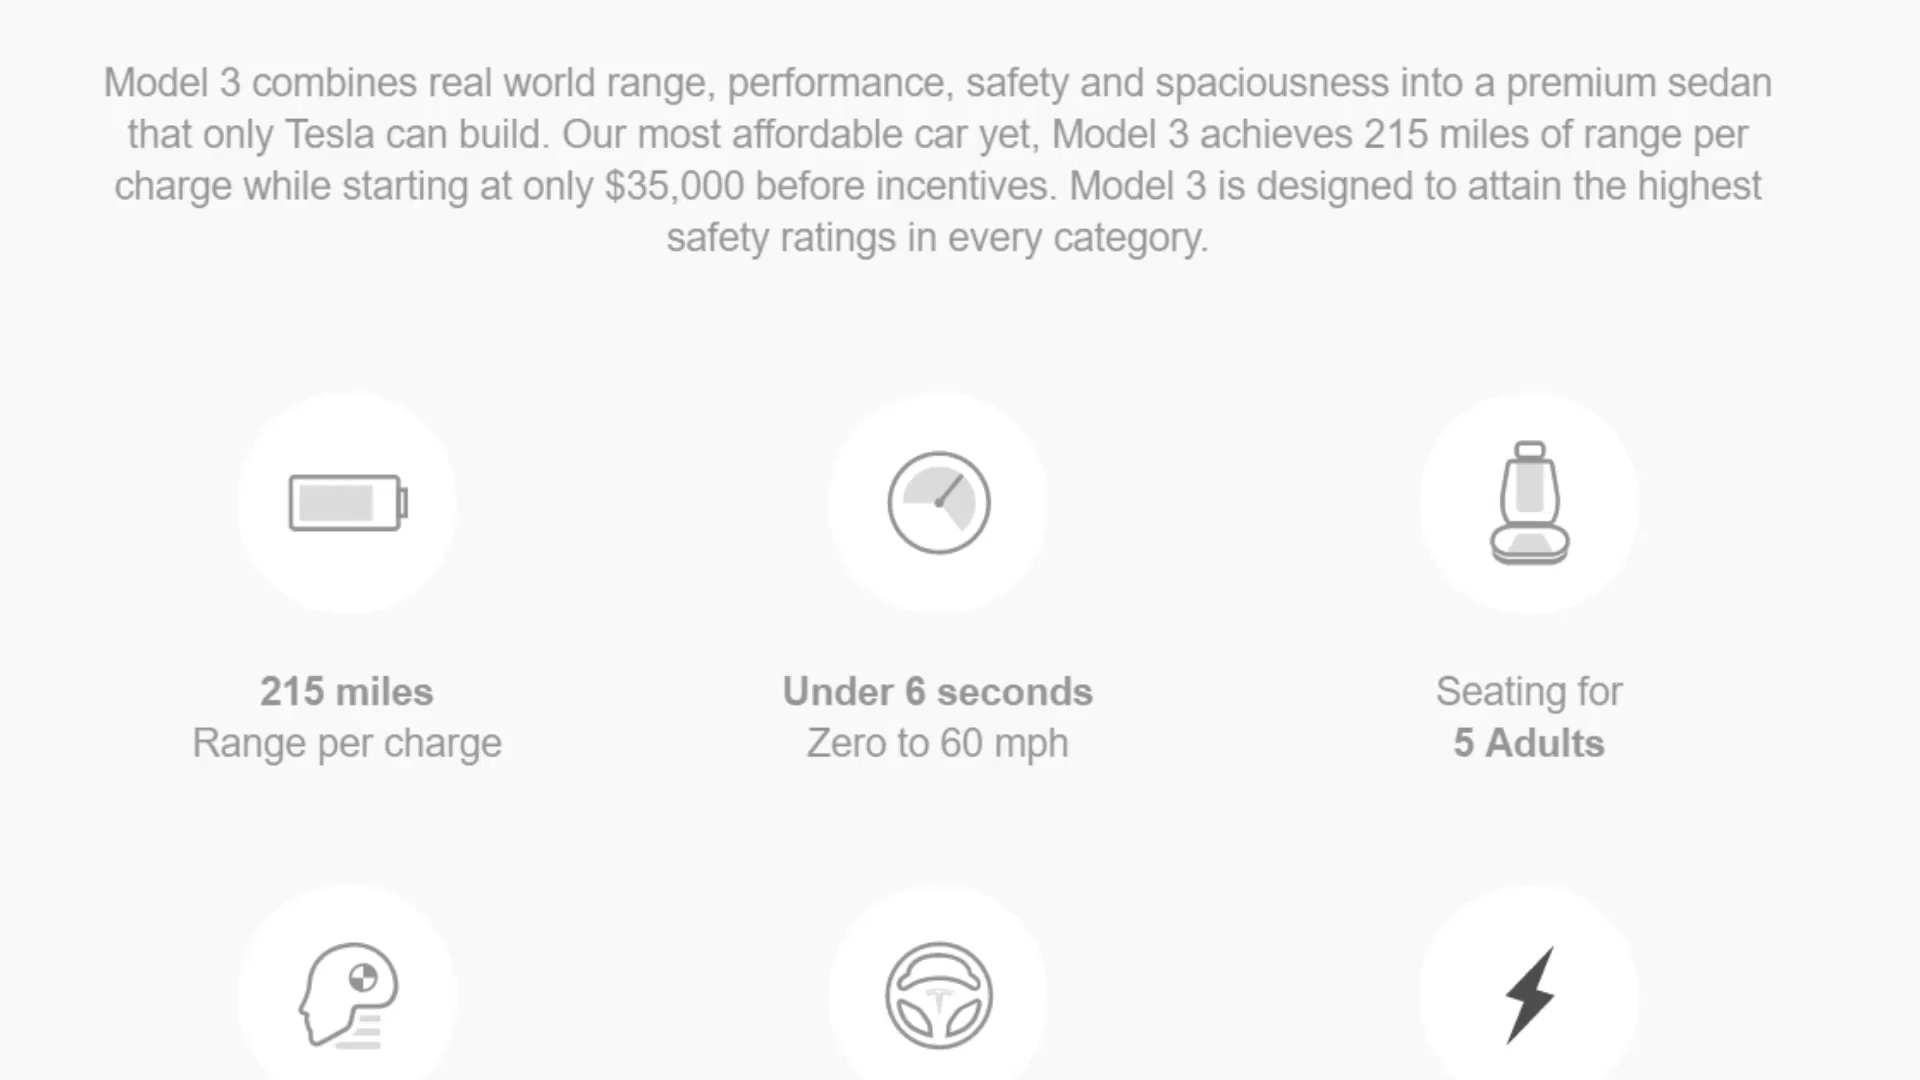 Model 3 combines real world range, performance, safety and spaciousness into a premium sedan
that only Tesla can build. Our most affordable car yet, Model 3 achieves 215 miles of range per
charge while starting at only $35,000 before incentives. Model 3 is designed to attain the highest
safety ratings in every category.
215 miles
Range per charge
Under 6 seconds
Zero to 60 mph
Seating for
5 Adults